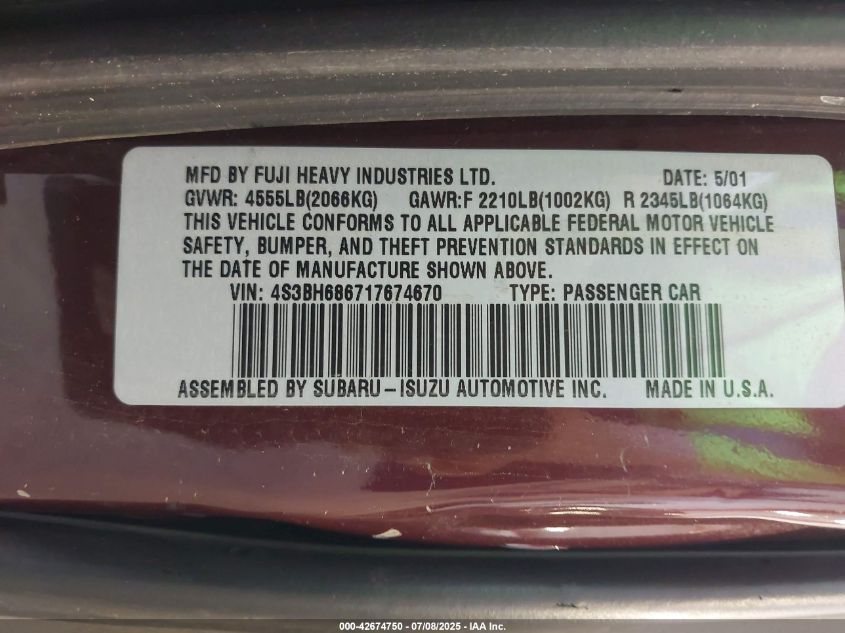 MFD BY FUJI HEAVY INDUSTRIES LTD. DATE: 5/01
GVWR: 4555LB(2066KG) GAWR:F 2210LB(1002KG) R 2345LB(1064KG)
THIS VEHICLE CONFORMS TO ALL APPLICABLE FEDERAL MOTOR VEHICLE
SAFETY, BUMPER, AND THEFT PREVENTION STANDARDS IN EFFECT ON
THE DATE OF MANUFACTURE SHOWN ABOVE.
VIN: 4S3BH686717674670 TYPE: PASSENGER CAR
ASSEMBLED BY SUBARU-ISUZU AUTOMOTIVE INC. MADE IN U.S.A.
000-42674750 - 07/08/2025 - IAA Inc.